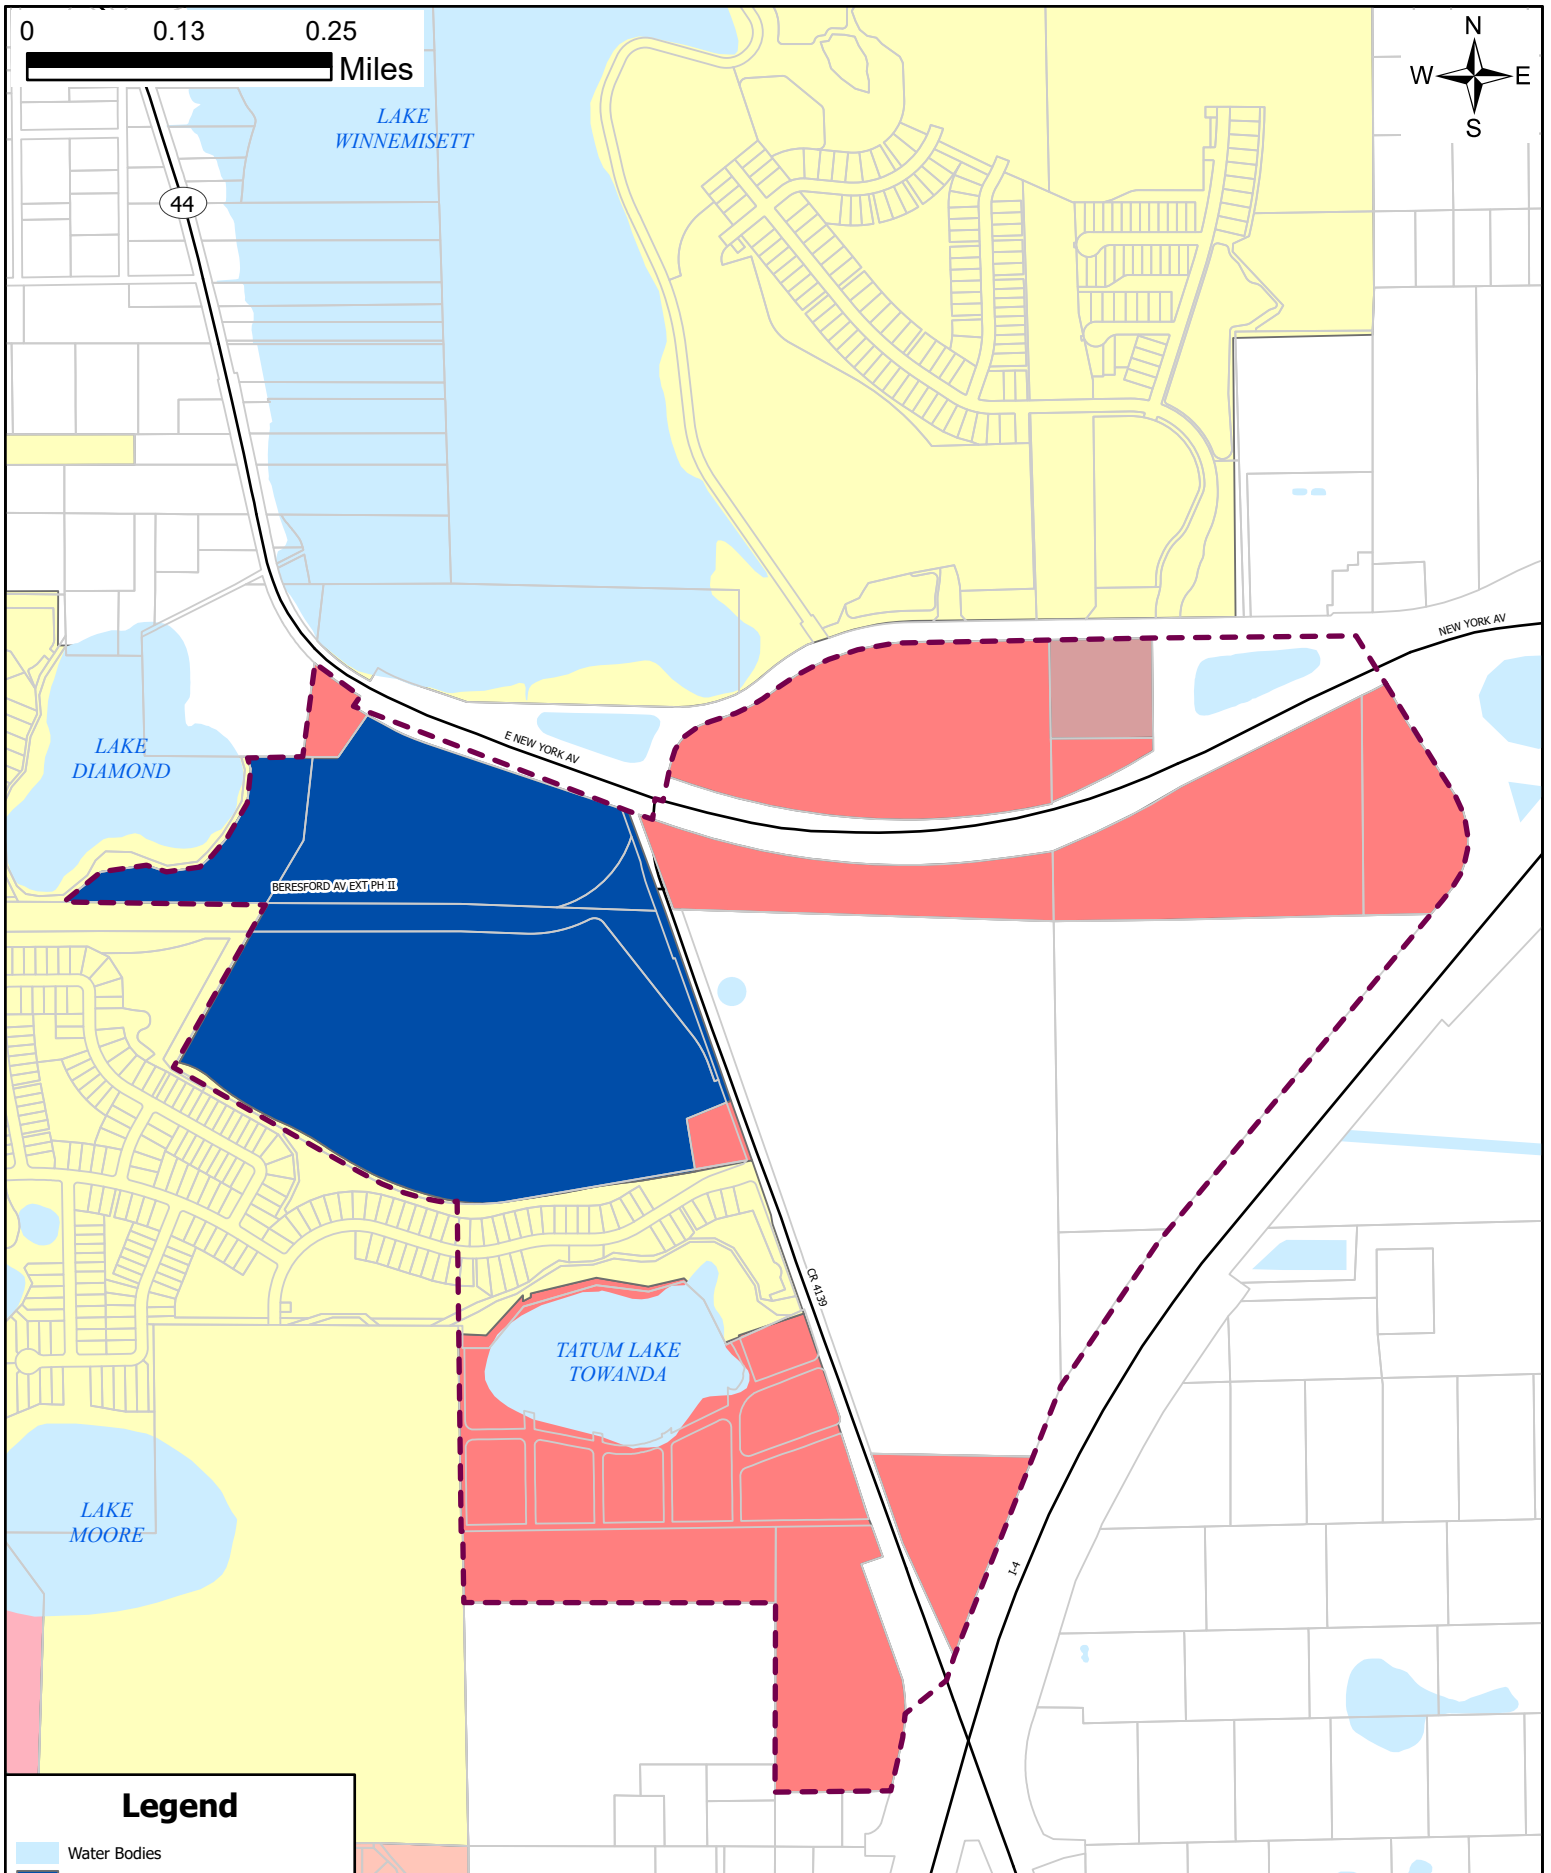 0 0.13 0.25
Miles
N
W E
S
LAKE
WINNEMISETT
44
NEW YORK AV
E NEW YORK AV
LAKE
DIAMOND
BERESFORD AV EXT PH II
CR 4139
TATUM LAKE
TOWANDA
LAKE
MOORE
I-4
Legend
Water Bodies